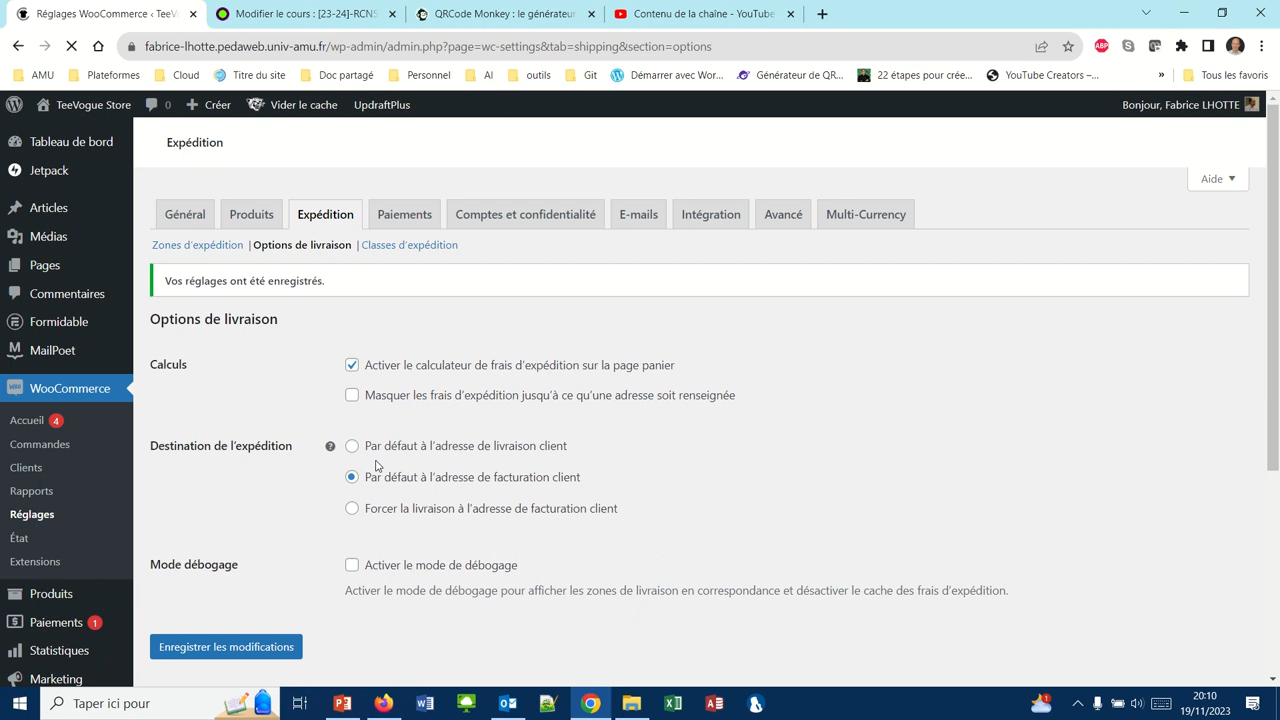 Réglages WooCommerce ‹ TeeV
Modifier le cours : [23-24]-RCNS
QRCode Monkey : le générateur
Contenu de la chaîne - YouTube
fabrice-lhotte.pedaweb.univ-amu.fr/wp-admin/admin.php?page=wc-settings&tab=shipping&section=options
AMU
Plateformes
Cloud
Titre du site
Doc partagé
Personnel
AI
outils
Git
Démarrer avec Wor...
Générateur de QR...
22 étapes pour crée...
YouTube Creators –...
»
Tous les favoris
TeeVogue Store
0
Créer
Vider le cache
UpdraftPlus
Bonjour, Fabrice LHOTTE
Tableau de bord
Jetpack
Articles
Médias
Pages
Commentaires
Formidable
MailPoet
WooCommerce
Accueil 4
Commandes
Clients
Rapports
Réglages
État
Extensions
Produits
Paiements 1
Statistiques
Marketing
Expédition
Aide
Général
Produits
Expédition
Paiements
Comptes et confidentialité
E-mails
Intégration
Avancé
Multi-Currency
Zones d'expédition | Options de livraison | Classes d'expédition
Vos réglages ont été enregistrés.
Options de livraison
Calculs
Activer le calculateur de frais d'expédition sur la page panier
Masquer les frais d'expédition jusqu'à ce qu'une adresse soit renseignée
Destination de l'expédition
?
Par défaut à l'adresse de livraison client
Par défaut à l'adresse de facturation client
Forcer la livraison à l'adresse de facturation client
Mode débogage
Activer le mode de débogage
Activer le mode de débogage pour afficher les zones de livraison en correspondance et désactiver le cache des frais d'expédition.
Enregistrer les modifications
Taper ici pour
20:10
19/11/2023